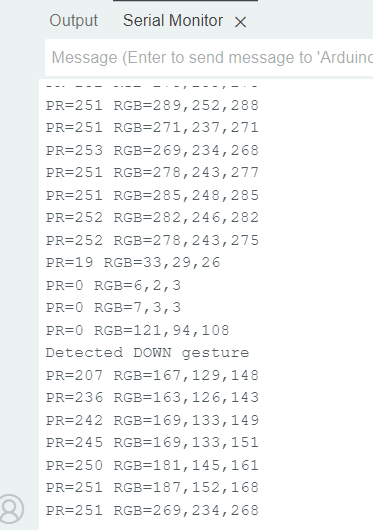 Output Serial Monitor ×
Message (Enter to send message to 'Arduino
PR=251 RGB=289,252,288
PR=251 RGB=271,237,271
PR=253 RGB=269,234,268
PR=251 RGB=278,243,277
PR=251 RGB=285,248,285
PR=252 RGB=282,246,282
PR=252 RGB=278,243,275
PR=19 RGB=33,29,26
PR=0 RGB=6,2,3
PR=0 RGB=7,3,3
PR=0 RGB=121,94,108
Detected DOWN gesture
PR=207 RGB=167,129,148
PR=236 RGB=163,126,143
PR=242 RGB=169,133,149
PR=245 RGB=169,133,151
PR=250 RGB=181,145,161
PR=251 RGB=187,152,168
PR=251 RGB=269,234,268